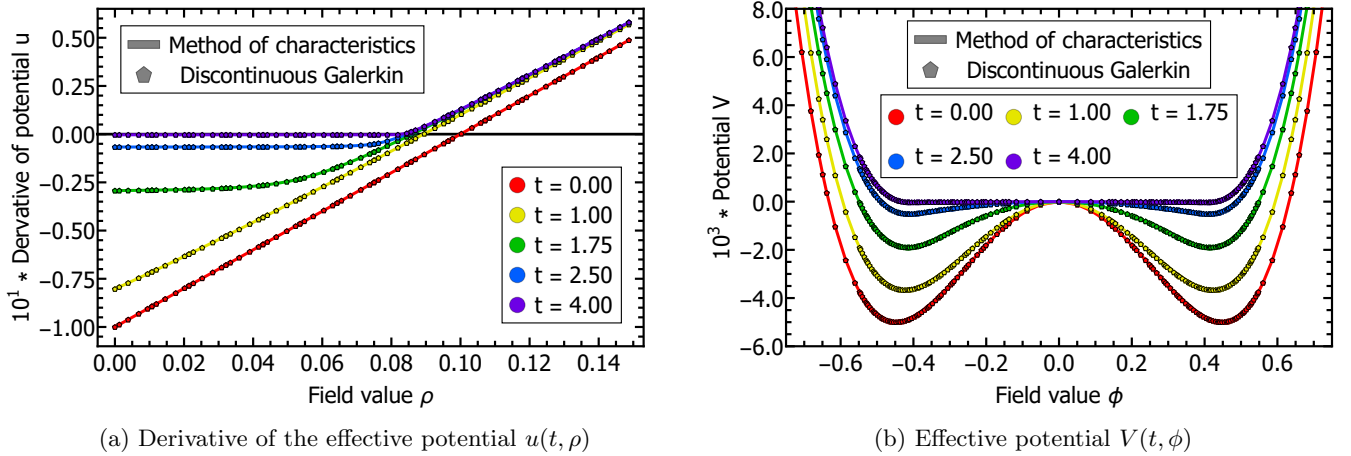 10¹ * Derivative of potential u
0.50
0.25
0.00
−0.25
−0.50
−0.75
−1.00
Method of characteristics
Discontinuous Galerkin
t = 0.00
t = 1.00
t = 1.75
t = 2.50
t = 4.00
0.00 0.02 0.04 0.06 0.08 0.10 0.12 0.14
Field value ρ
(a) Derivative of the effective potential u(t, ρ)
10³ * Potential V
8.0
6.0
4.0
2.0
0.0
−2.0
−4.0
−6.0
Method of characteristics
Discontinuous Galerkin
t = 0.00 t = 1.00 t = 1.75
t = 2.50 t = 4.00
−0.6 −0.4 −0.2 0.0 0.2 0.4 0.6
Field value ϕ
(b) Effective potential V(t, ϕ)